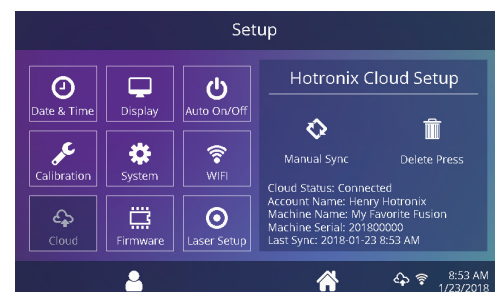 Setup
Date & Time
Display
Auto On/Off
Calibration
System
WIFI
Cloud
Firmware
Laser Setup
Hotronix Cloud Setup
Manual Sync
Delete Press
Cloud Status: Connected
Account Name: Henry Hotronix
Machine Name: My Favorite Fusion
Machine Serial: 201800000
Last Sync: 2018-01-23 8:53 AM
8:53 AM
1/23/2018